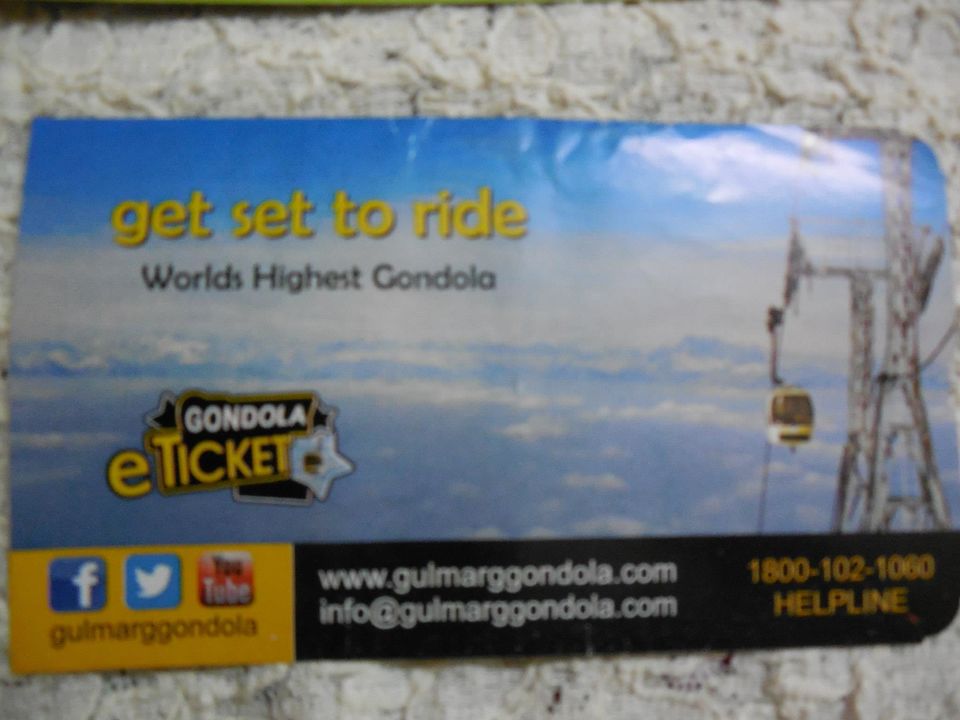 get set to ride
Worlds Highest Gondola
GONDOLA
eTICKET
You
Tube
gulmarggondola
www.gulmarggondola.com
info@gulmarggondola.com
1800-102-1060
HELPLINE